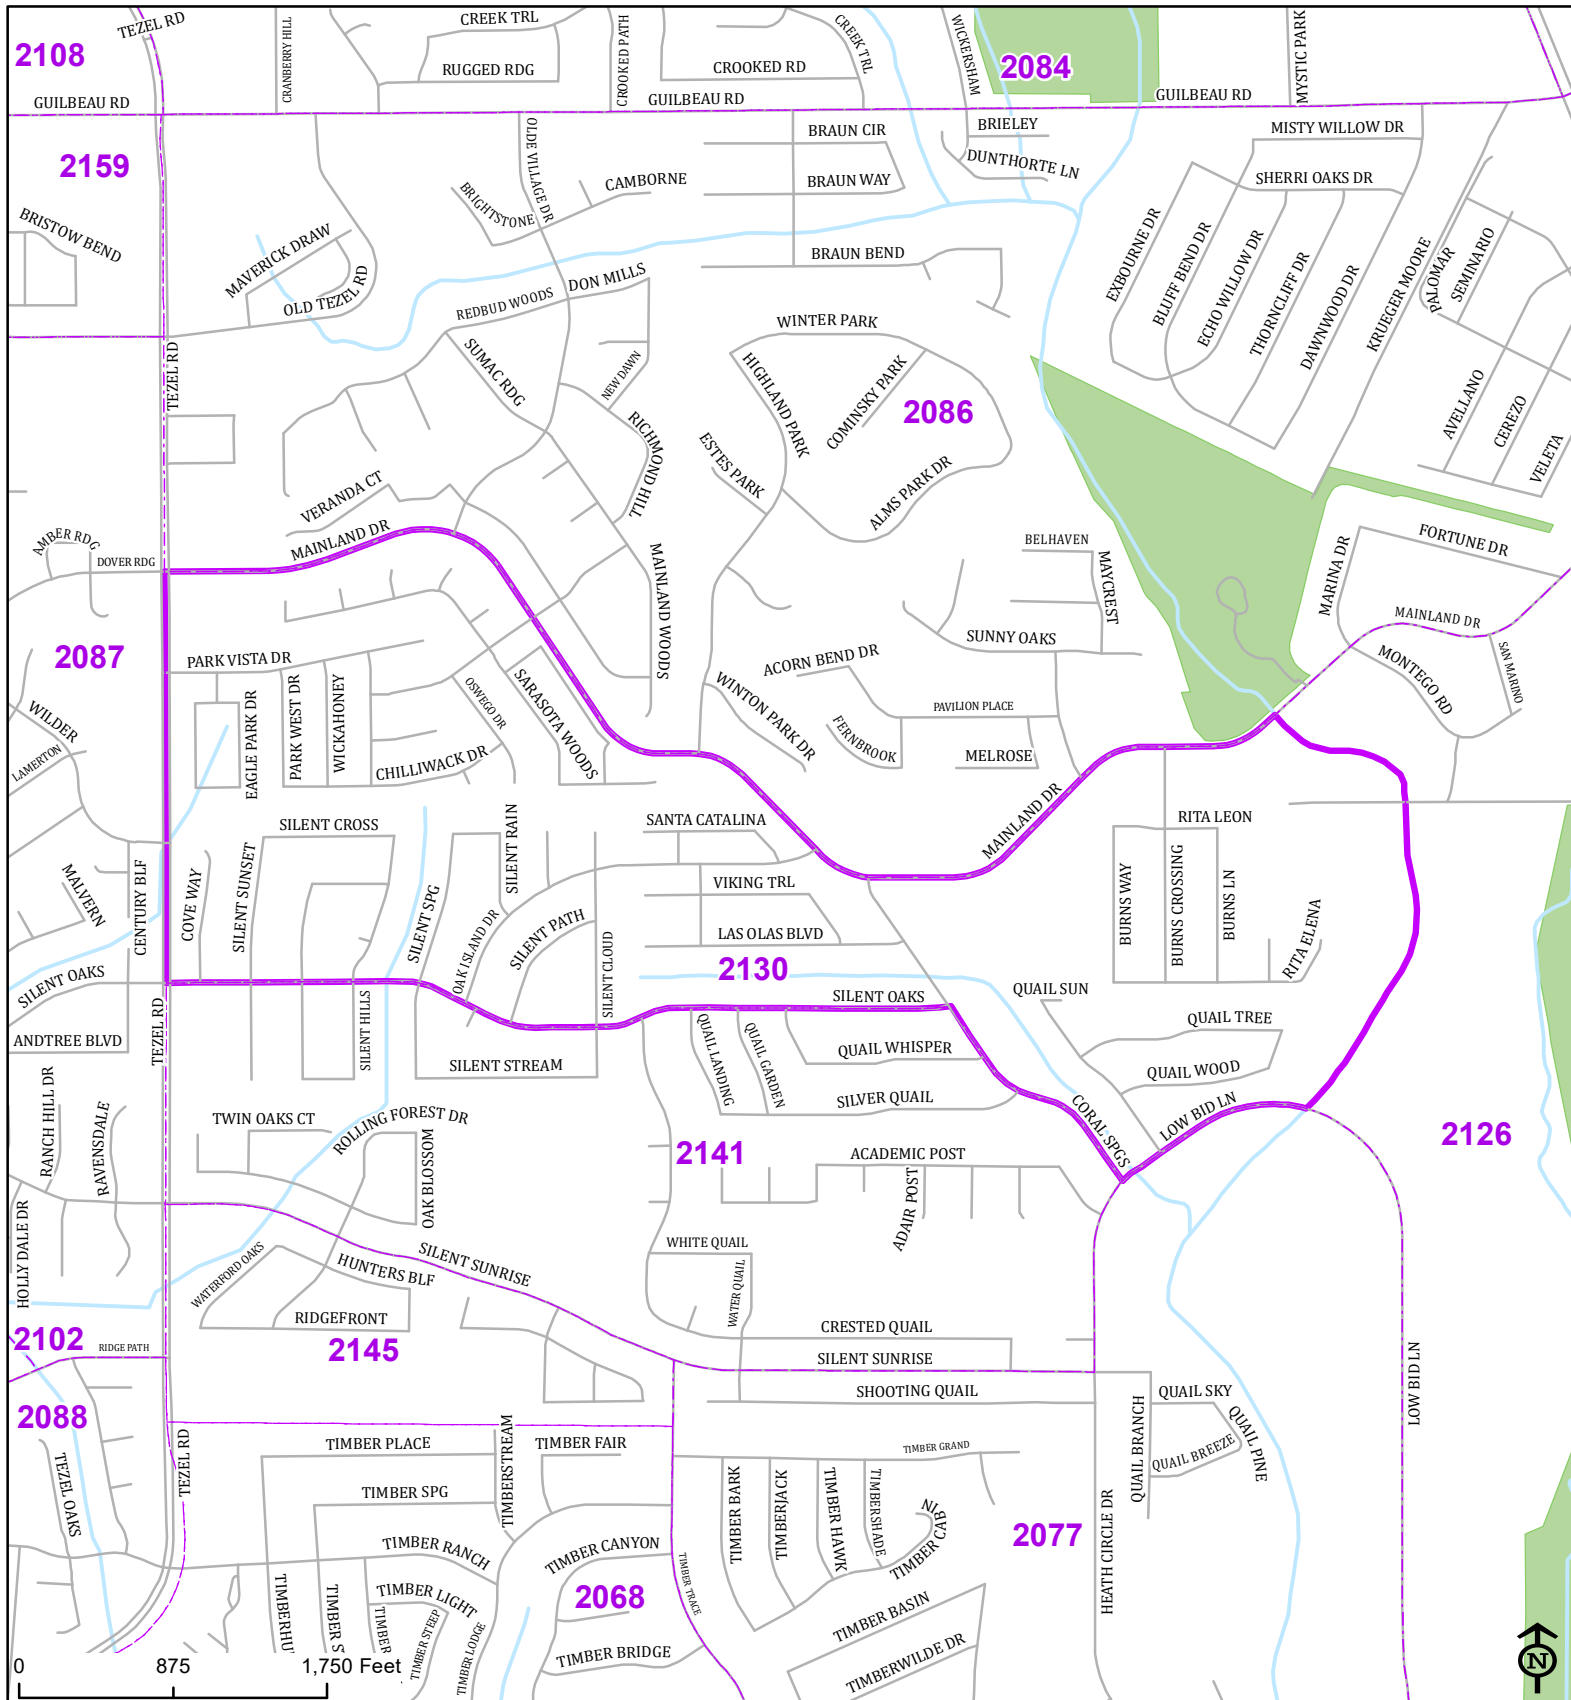 TEZEL RD
CRANBERRY HILL
CREEK TRL
CROOKED PATH
CREEK TRL
WICKERSHAM
MYSTIC PARK
2108
RUGGED RDG
CROOKED RD
2084
GUILBEAU RD
GUILBEAU RD
GUILBEAU RD
2159
OLDE VILLAGE DR
BRAUN CIR
BRIELEY
MISTY WILLOW DR
DUNTHORTE LN
BRIGHTSTONE
CAMBORNE
BRAUN WAY
SHERRI OAKS DR
BRISTOW BEND
MAVERICK DRAW
OLD TEZEL RD
BRAUN BEND
EXBOURNE DR
BLUFF BEND DR
ECHO WILLOW DR
THORNCLIFF DR
DAWNWOOD DR
KRUEGER MOORE
PALOMAR
SEMINARIO
REDBUD WOODS
DON MILLS
WINTER PARK
TEZEL RD
SUMAC RDG
NEW DAWN
HIGHLAND PARK
COMINSKY PARK
2086
AVELLANO
CEREZO
VELETA
RICHMOND HILL
ESTES PARK
ALMS PARK DR
VERANDA CT
MAINLAND DR
AMBER RDG
DOVER RDG
MAINLAND WOODS
BELHAVEN
MAYCREST
MARINA DR
FORTUNE DR
MAINLAND DR
2087
PARK VISTA DR
SUNNY OAKS
ACORN BEND DR
SAN MARINO
MONTEGO RD
EAGLE PARK DR
PARK WEST DR
WICKAHONEY
OSWEGO DR
SARASOTA WOODS
WINTON PARK DR
PAVILION PLACE
WILDER
LAMERTON
CHILLIWACK DR
FERNBROOK
MELROSE
MAINLAND DR
SILENT CROSS
SILENT RAIN
SANTA CATALINA
RITA LEON
MALVERN
CENTURY BLF
COVE WAY
SILENT SUNSET
SILENT SPG
OAK ISLAND DR
SILENT PATH
SILENT CLOUD
VIKING TRL
LAS OLAS BLVD
BURNS WAY
BURNS CROSSING
BURNS LN
RITA ELENA
2130
SILENT OAKS
SILENT OAKS
QUAIL SUN
ANDTREE BLVD
TEZEL RD
SILENT HILLS
SILENT STREAM
QUAIL LANDING
QUAIL GARDEN
QUAIL WHISPER
QUAIL TREE
QUAIL WOOD
SILVER QUAIL
RANCH HILL DR
RAVENSDALE
TWIN OAKS CT
ROLLING FOREST DR
OAK BLOSSOM
2141
ACADEMIC POST
ADAIR POST
CORAL SPGS
LOW BID LN
2126
HOLLY DALE DR
WATERFORD OAKS
HUNTERS BLF
SILENT SUNRISE
WHITE QUAIL
WATER QUAIL
RIDGEFRONT
CRESTED QUAIL
2102
RIDGE PATH
2145
SILENT SUNRISE
LOW BID LN
2088
SHOOTING QUAIL
QUAIL SKY
QUAIL BRANCH
QUAIL PINE
QUAIL BREEZE
TEZEL OAKS
TEZEL RD
TIMBER PLACE
TIMBERSTREAM
TIMBER FAIR
TIMBER GRAND
TIMBER SPG
TIMBER BARK
TIMBERJACK
TIMBER HAWK
TIMBERSHADE
TIMBER CABIN
2077
HEATH CIRCLE DR
TIMBER RANCH
TIMBER CANYON
TIMBER TRACE
2068
TIMBERHU
TIMBER S
TIMBER
TIMBER LIGHT
TIMBER STEEP
TIMBER LODGE
TIMBER BRIDGE
TIMBER BASIN
TIMBERWILDE DR
0 875 1,750 Feet
N